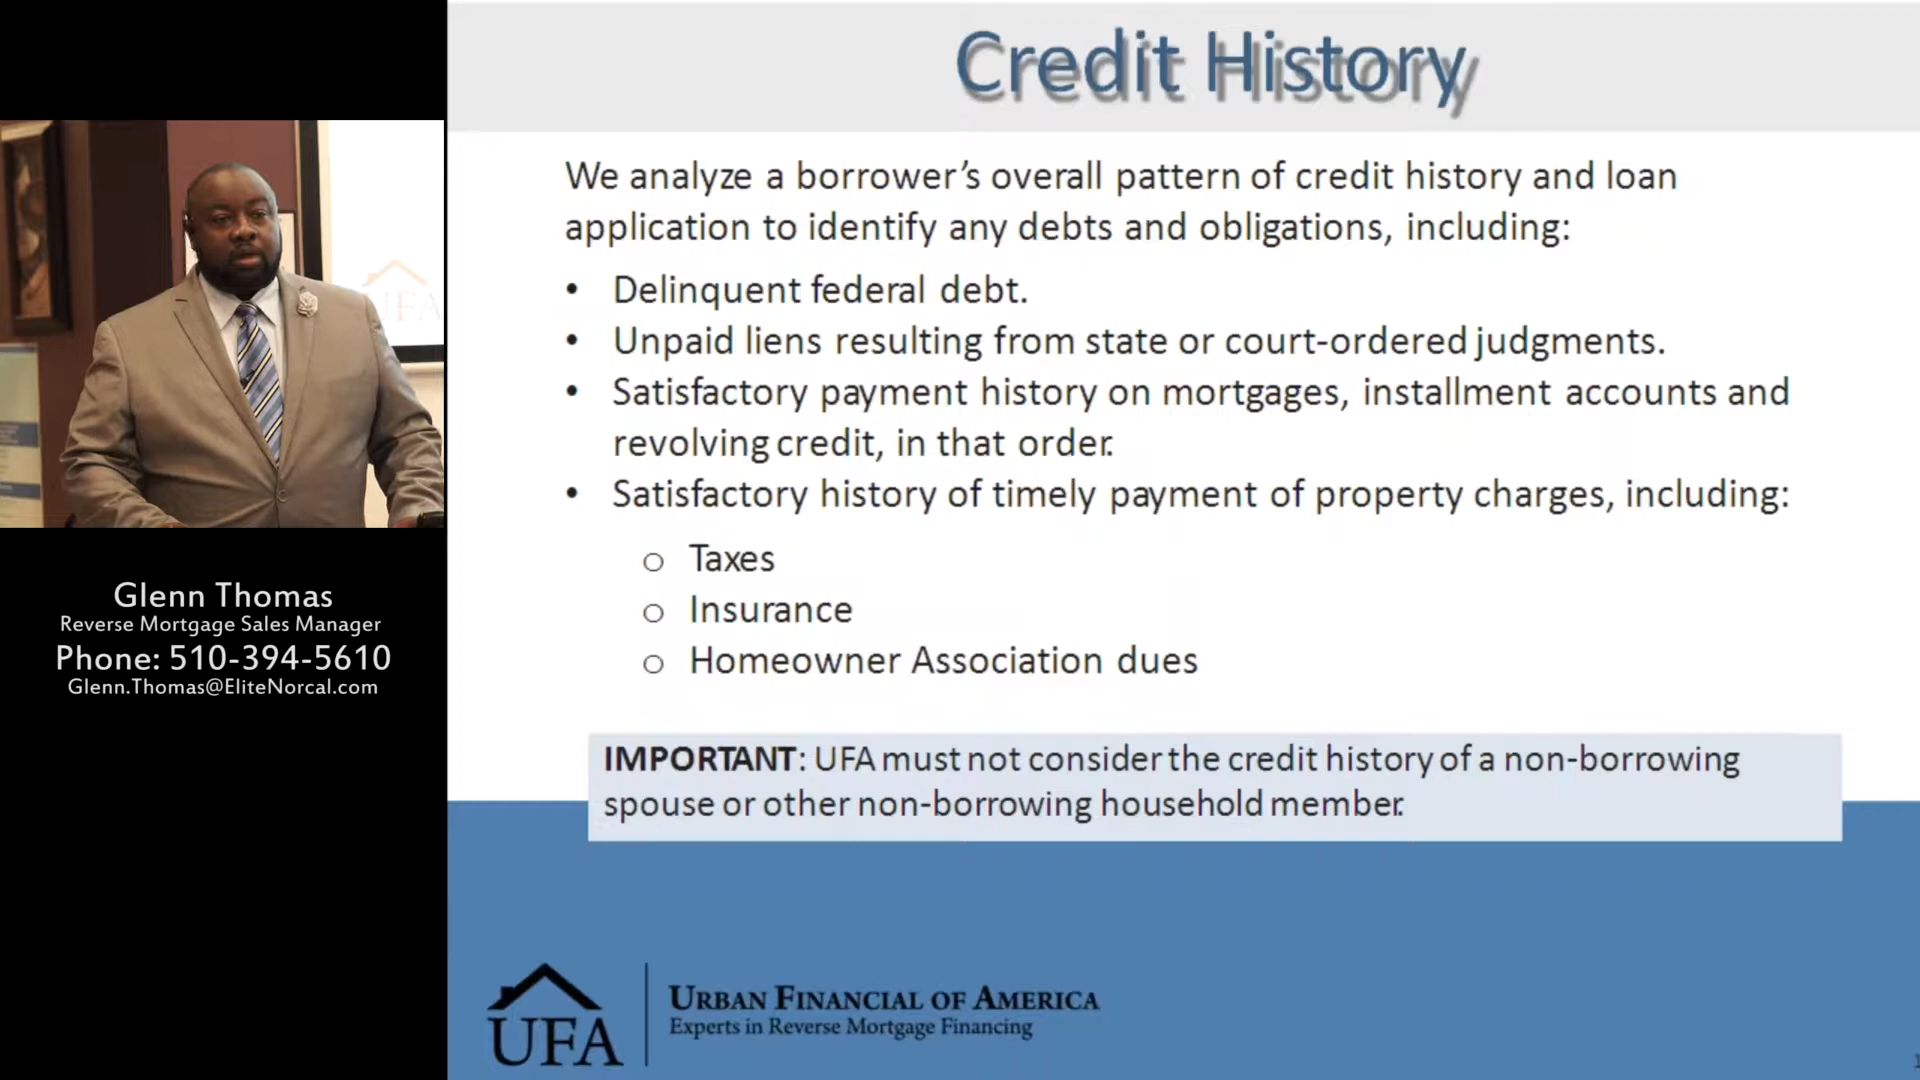 Credit History
We analyze a borrower's overall pattern of credit history and loan
application to identify any debts and obligations, including:
• Delinquent federal debt.
• Unpaid liens resulting from state or court-ordered judgments.
• Satisfactory payment history on mortgages, installment accounts and
revolving credit, in that order.
• Satisfactory history of timely payment of property charges, including:
o Taxes
o Insurance
o Homeowner Association dues
IMPORTANT: UFA must not consider the credit history of a non-borrowing
spouse or other non-borrowing household member.
UFA
Glenn Thomas
Reverse Mortgage Sales Manager
Phone: 510-394-5610
Glenn.Thomas@EliteNorcal.com
UFA
URBAN FINANCIAL OF AMERICA
Experts in Reverse Mortgage Financing